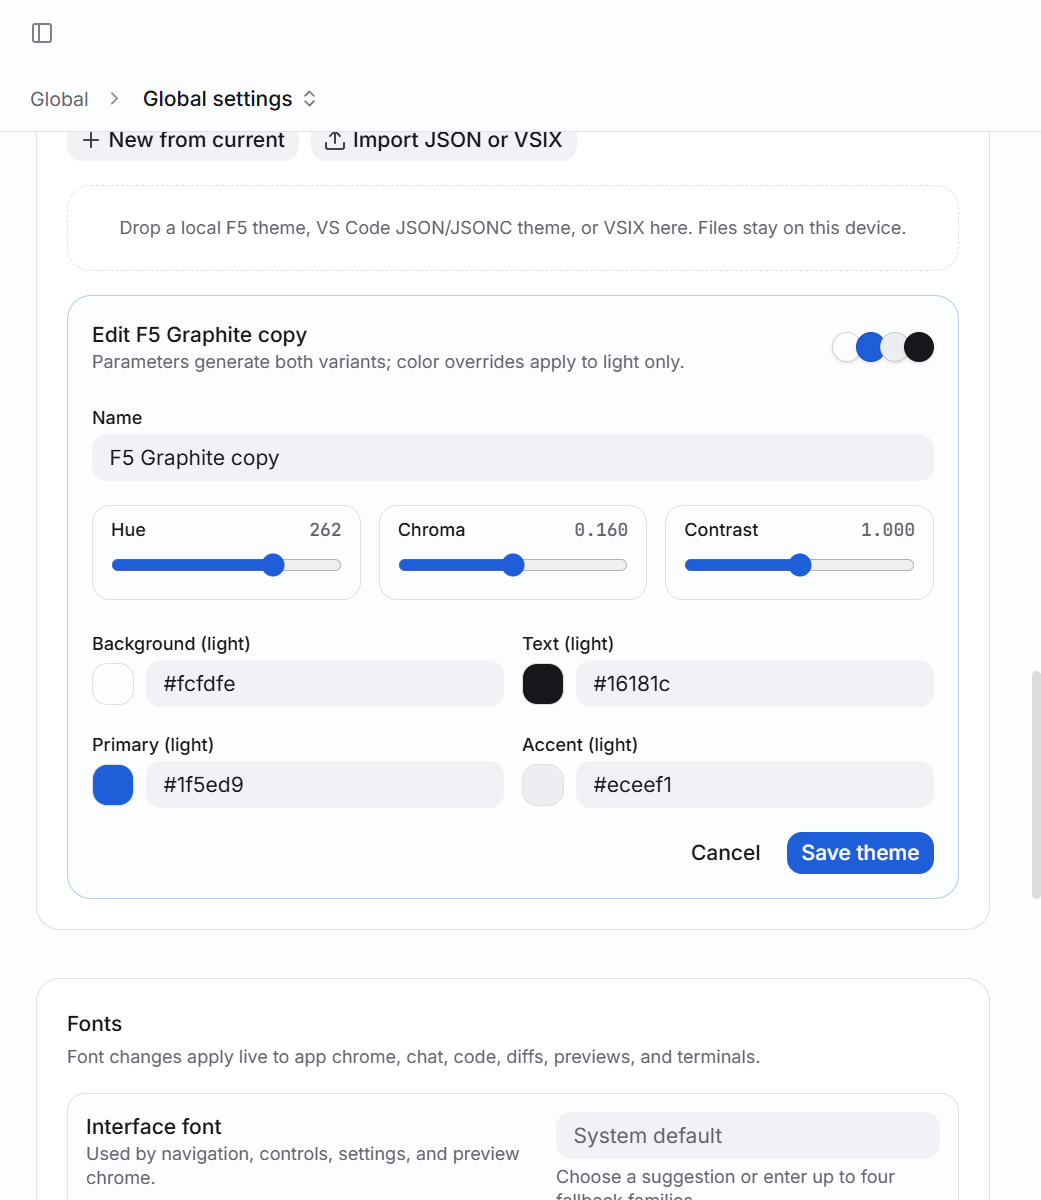 Global
Global settings
New from current
Import JSON or VSIX
Drop a local F5 theme, VS Code JSON/JSONC theme, or VSIX here. Files stay on this device.
Edit F5 Graphite copy
Parameters generate both variants; color overrides apply to light only.
Name
F5 Graphite copy
Hue 262
Chroma 0.160
Contrast 1.000
Background (light)
#fcfdfe
Text (light)
#16181c
Primary (light)
#1f5ed9
Accent (light)
#eceef1
Cancel
Save theme
Fonts
Font changes apply live to app chrome, chat, code, diffs, previews, and terminals.
Interface font
Used by navigation, controls, settings, and preview
chrome.
System default
Choose a suggestion or enter up to four
fallback families.